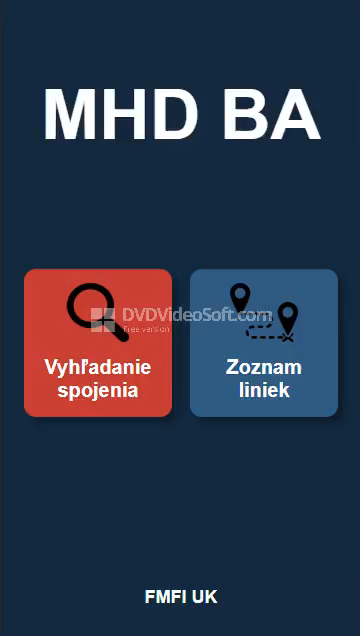 MHD BA
DVDVideoSoft.com
Free version
Vyhľadanie
spojenia
Zoznam
liniek
FMFI UK